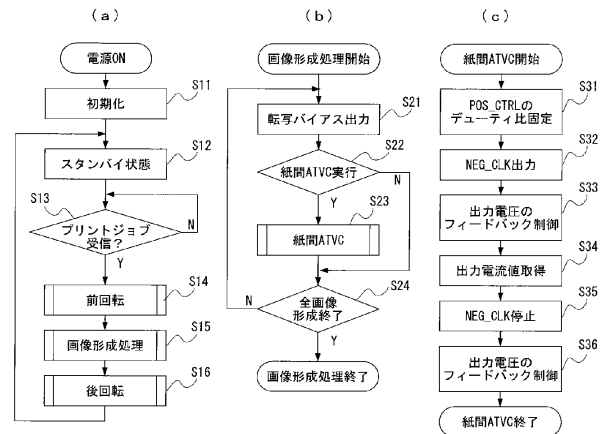 (a)
電源ON
初期化
S11
スタンバイ状態
S12
S13
プリントジョブ
受信?
N
Y
前回転
S14
画像形成処理
S15
後回転
S16
(b)
画像形成処理開始
転写バイアス出力
S21
紙間ATVC実行
S22
N
Y
紙間ATVC
S23
全画像
形成終了
S24
N
Y
画像形成処理終了
(c)
紙間ATVC開始
POS_CTRLの
デューティ比固定
S31
NEG_CLK出力
S32
出力電圧の
フィードバック制御
S33
出力電流値取得
S34
NEG_CLK停止
S35
出力電圧の
フィードバック制御
S36
紙間ATVC終了